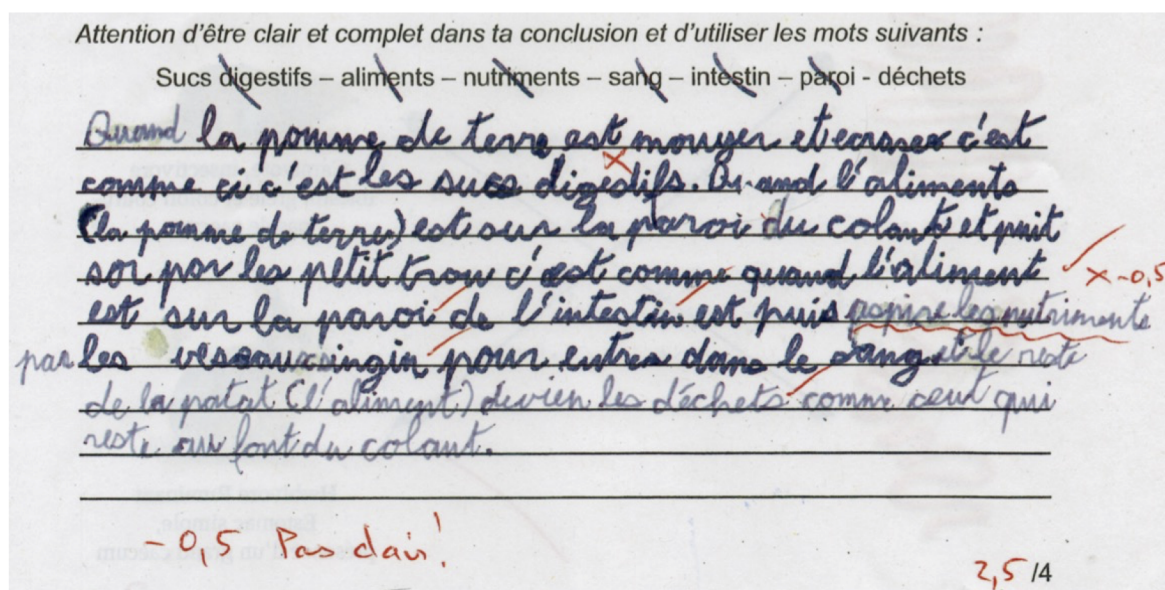 Attention d'être clair et complet dans ta conclusion et d'utiliser les mots suivants :
Sucs digestifs – aliments – nutriments – sang – intestin – paroi - déchets
Quand la pomme de terre est mouyer et ecraser c'est
comme ci c'est les sucs digestifs. Quand l'aliments
(la pomme de terre) est sur la paroi du colant et puit
sor par les petit trou c'est comme quand l'aliment
x -0,5
est sur la paroi de l'intestin est puis aspire les nutriments
par les veseaux singin pour entrer dans le sang et le reste
de la patat (l'aliment) devien les déchets comme seux qui
reste au font du colant.
-0,5 Pas clair!
2,5 /4